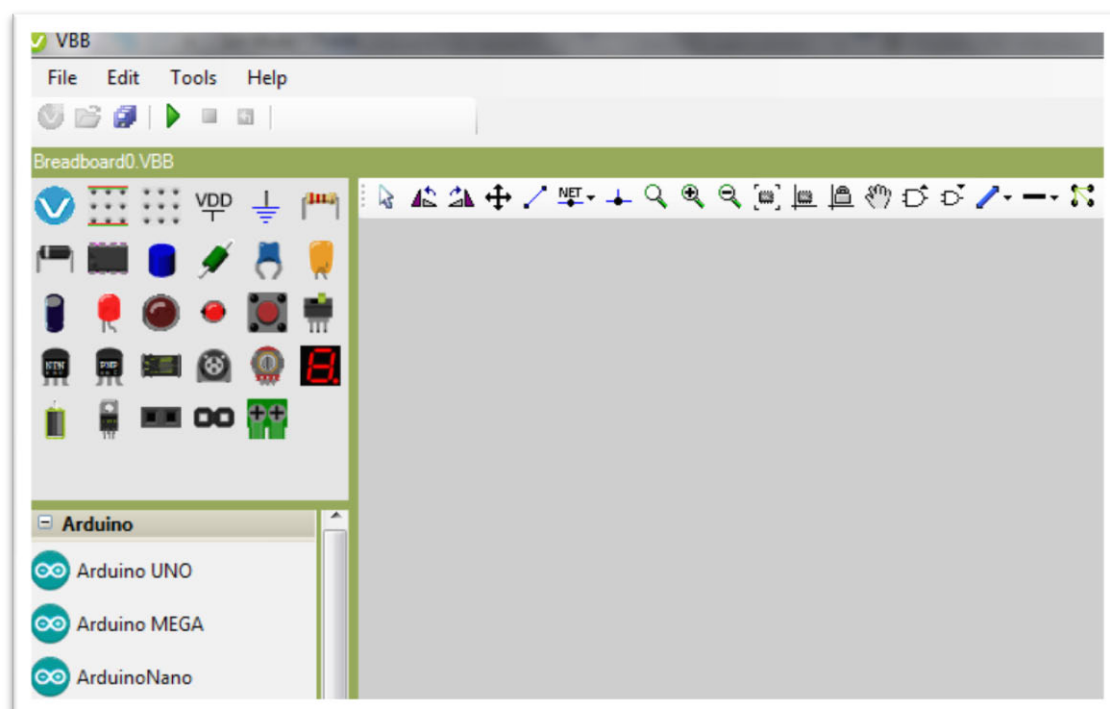 VBB
File Edit Tools Help
Breadboard0.VBB
VDD
NET
Arduino
Arduino UNO
Arduino MEGA
ArduinoNano